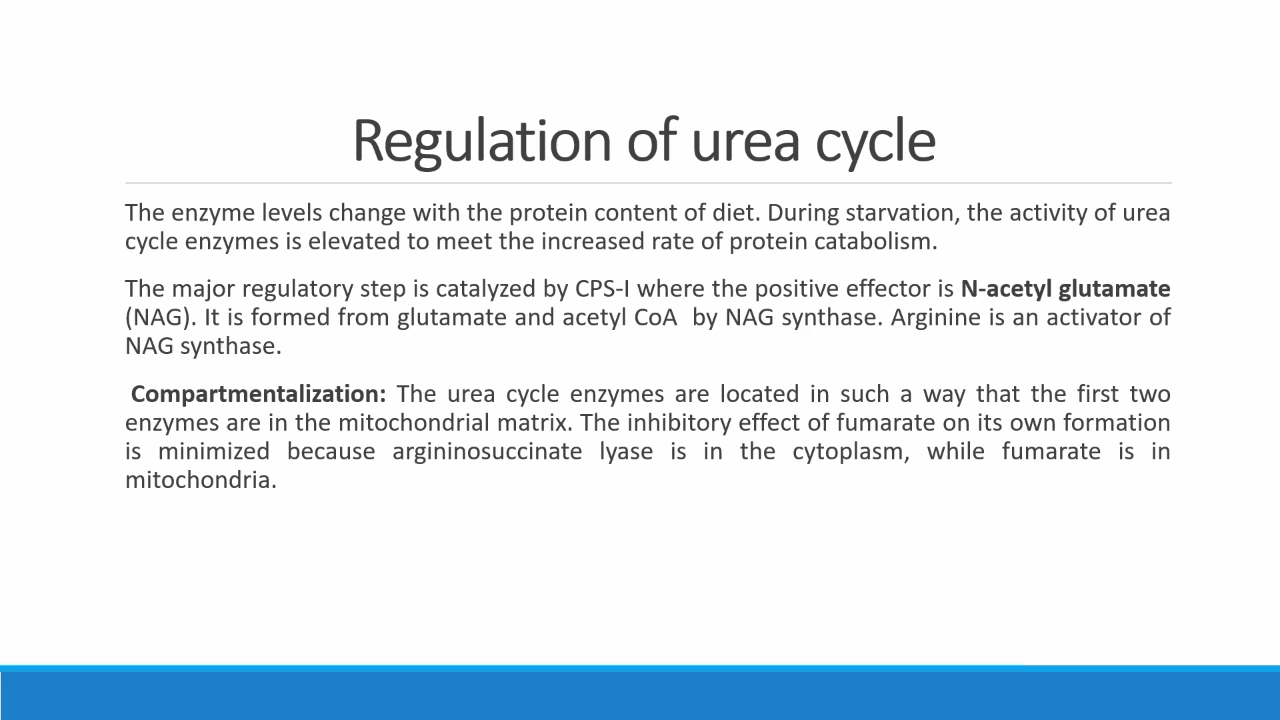 Regulation of urea cycle
The enzyme levels change with the protein content of diet. During starvation, the activity of urea
cycle enzymes is elevated to meet the increased rate of protein catabolism.
The major regulatory step is catalyzed by CPS-I where the positive effector is N-acetyl glutamate
(NAG). It is formed from glutamate and acetyl CoA by NAG synthase. Arginine is an activator of
NAG synthase.
Compartmentalization: The urea cycle enzymes are located in such a way that the first two
enzymes are in the mitochondrial matrix. The inhibitory effect of fumarate on its own formation
is minimized because argininosuccinate lyase is in the cytoplasm, while fumarate is in
mitochondria.